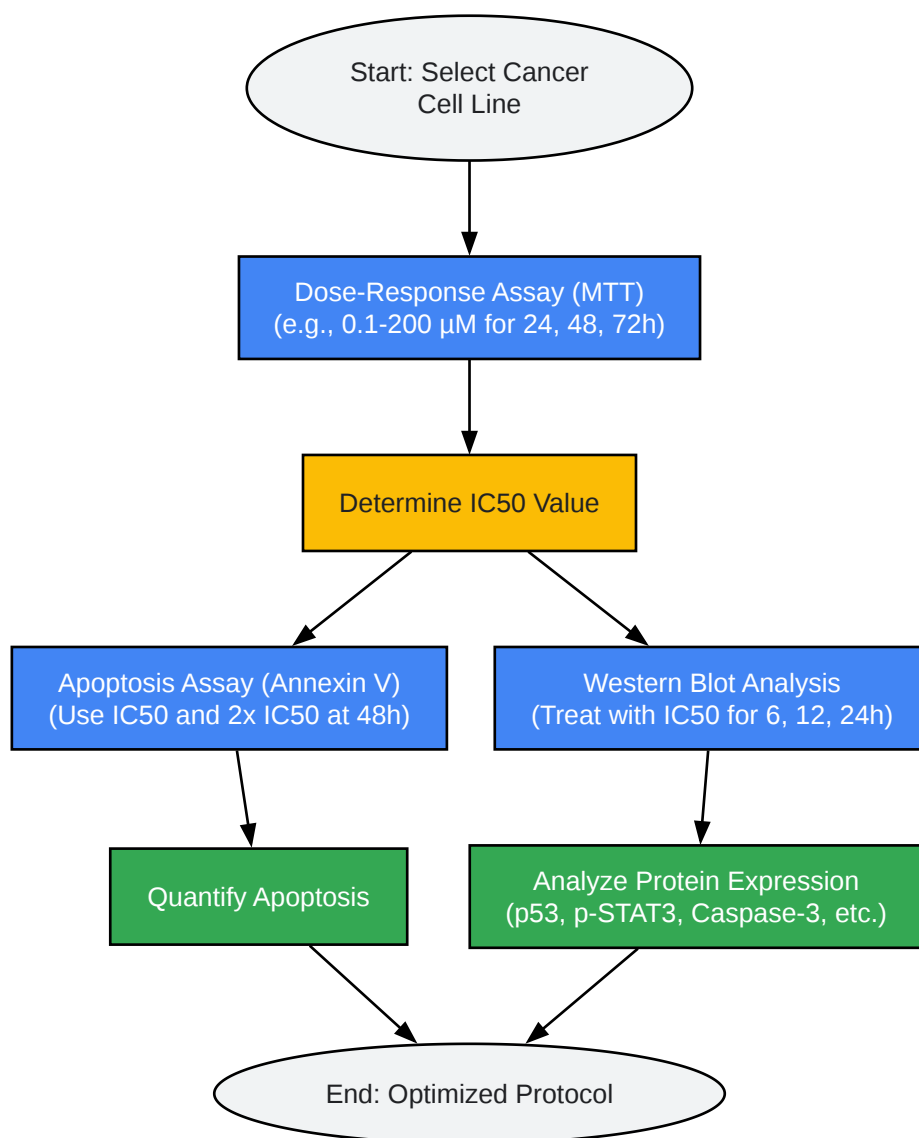 Start: Select Cancer
Cell Line
Dose-Response Assay (MTT)
(e.g., 0.1-200 µM for 24, 48, 72h)
Determine IC50 Value
Apoptosis Assay (Annexin V)
(Use IC50 and 2x IC50 at 48h)
Western Blot Analysis
(Treat with IC50 for 6, 12, 24h)
Quantify Apoptosis
Analyze Protein Expression
(p53, p-STAT3, Caspase-3, etc.)
End: Optimized Protocol